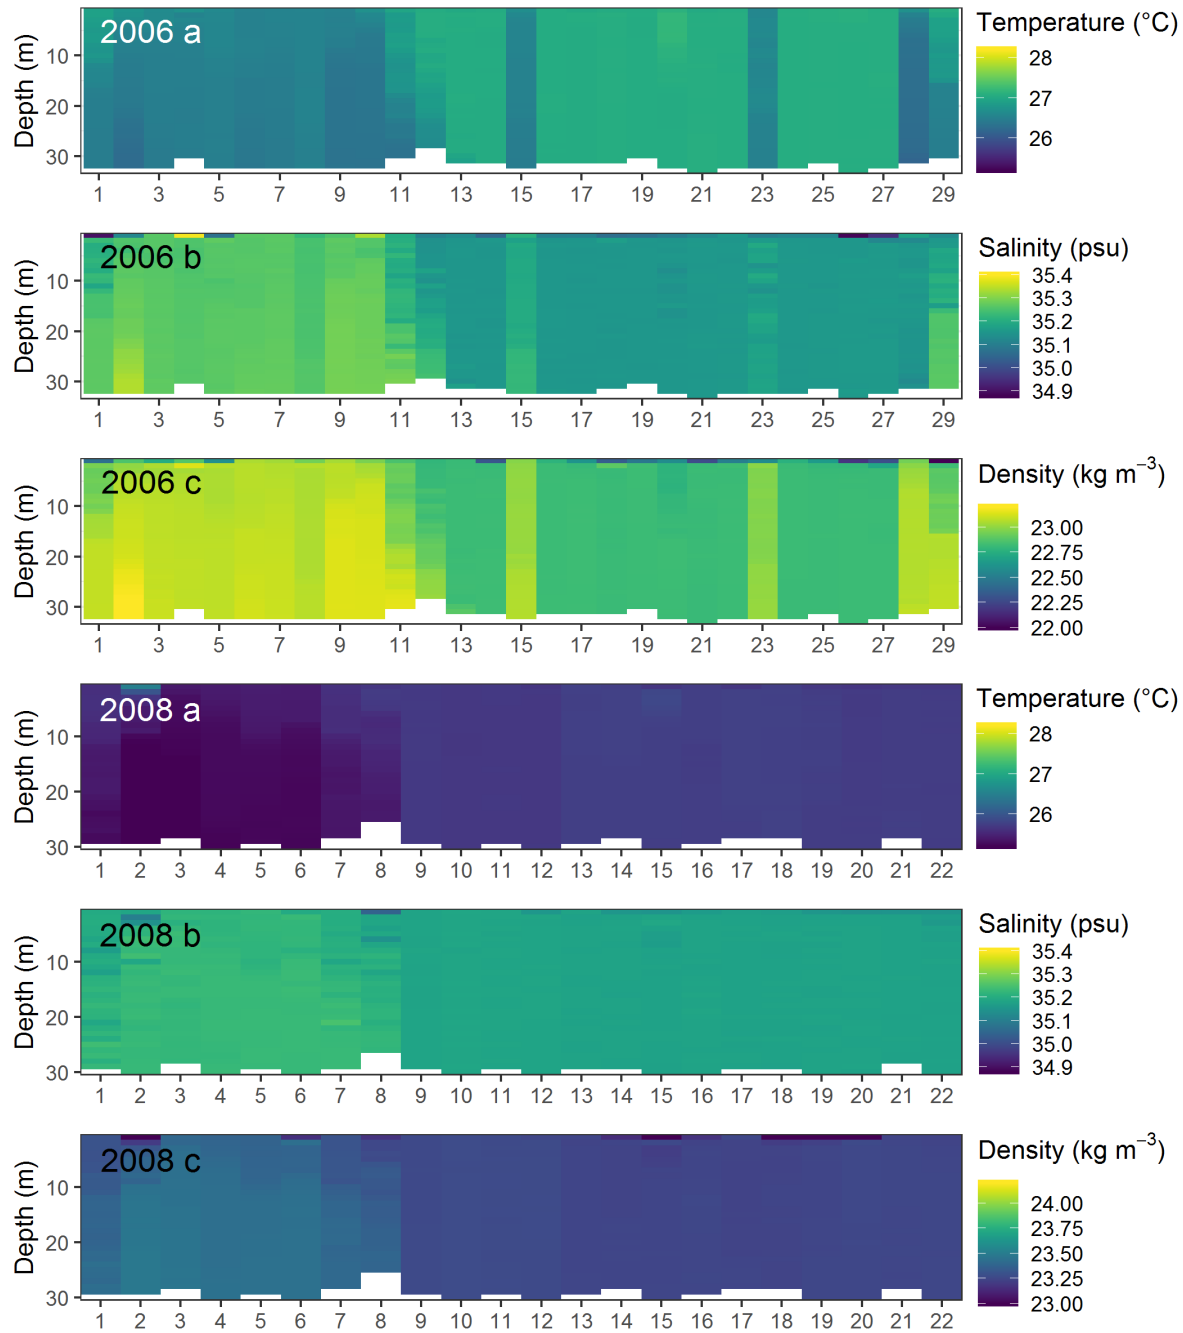 2006 a
Depth (m)
10
20
30
1 3 5 7 9 11 13 15 17 19 21 23 25 27 29
Temperature (°C)
28
27
26
2006 b
Depth (m)
10
20
30
1 3 5 7 9 11 13 15 17 19 21 23 25 27 29
Salinity (psu)
35.4
35.3
35.2
35.1
35.0
34.9
2006 c
Depth (m)
10
20
30
1 3 5 7 9 11 13 15 17 19 21 23 25 27 29
Density (kg m⁻³)
23.00
22.75
22.50
22.25
22.00
2008 a
Depth (m)
10
20
30
1 2 3 4 5 6 7 8 9 10 11 12 13 14 15 16 17 18 19 20 21 22
Temperature (°C)
28
27
26
2008 b
Depth (m)
10
20
30
1 2 3 4 5 6 7 8 9 10 11 12 13 14 15 16 17 18 19 20 21 22
Salinity (psu)
35.4
35.3
35.2
35.1
35.0
34.9
2008 c
Depth (m)
10
20
30
1 2 3 4 5 6 7 8 9 10 11 12 13 14 15 16 17 18 19 20 21 22
Density (kg m⁻³)
24.00
23.75
23.50
23.25
23.00